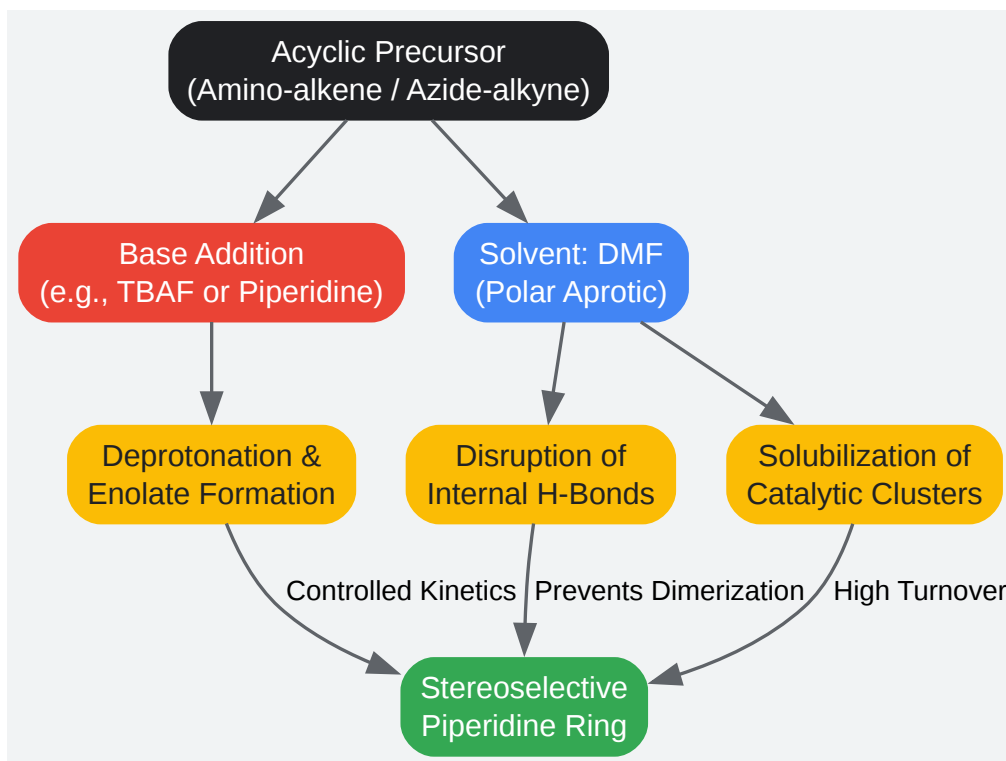 Acyclic Precursor
(Amino-alkene / Azide-alkyne)
Base Addition
(e.g., TBAF or Piperidine)
Solvent: DMF
(Polar Aprotic)
Deprotonation &
Enolate Formation
Disruption of
Internal H-Bonds
Solubilization of
Catalytic Clusters
Controlled Kinetics
Prevents Dimerization
High Turnover
Stereoselective
Piperidine Ring